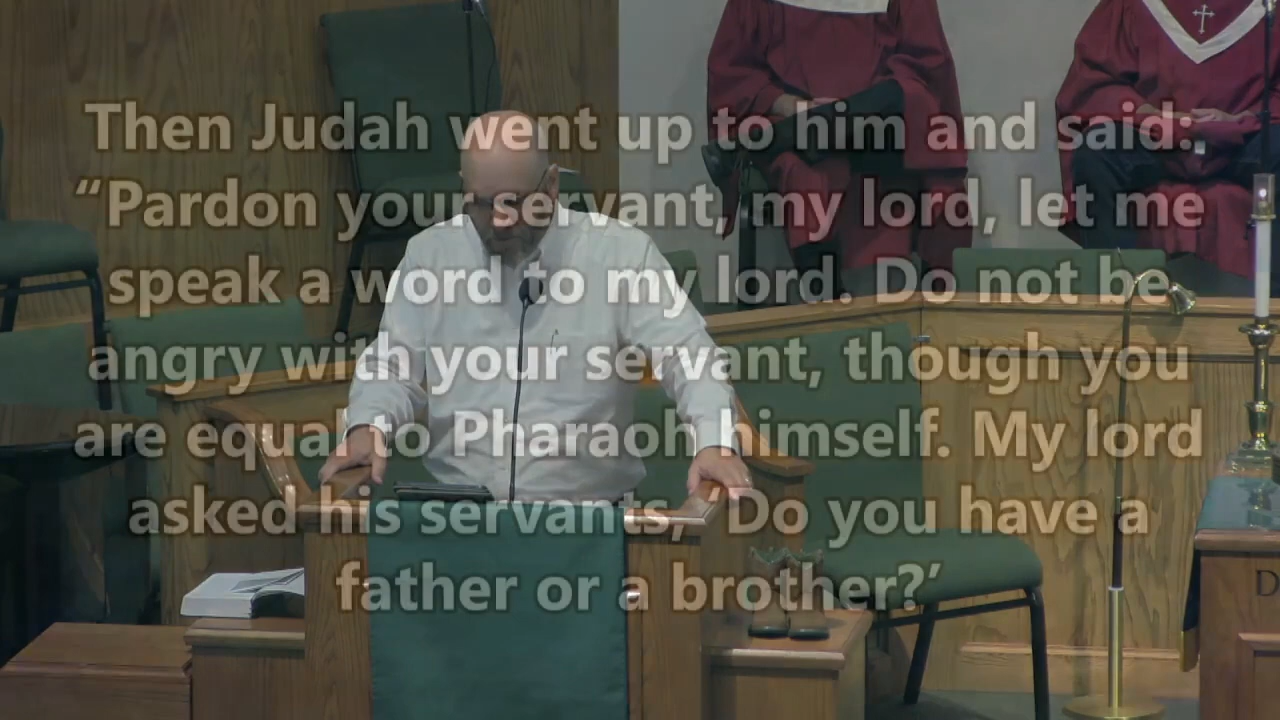 Then Judah went up to him and said:
“Pardon your servant, my lord, let me
speak a word to my lord. Do not be
angry with your servant, though you
are equal to Pharaoh himself. My lord
asked his servants, ‘Do you have a
father or a brother?’
D